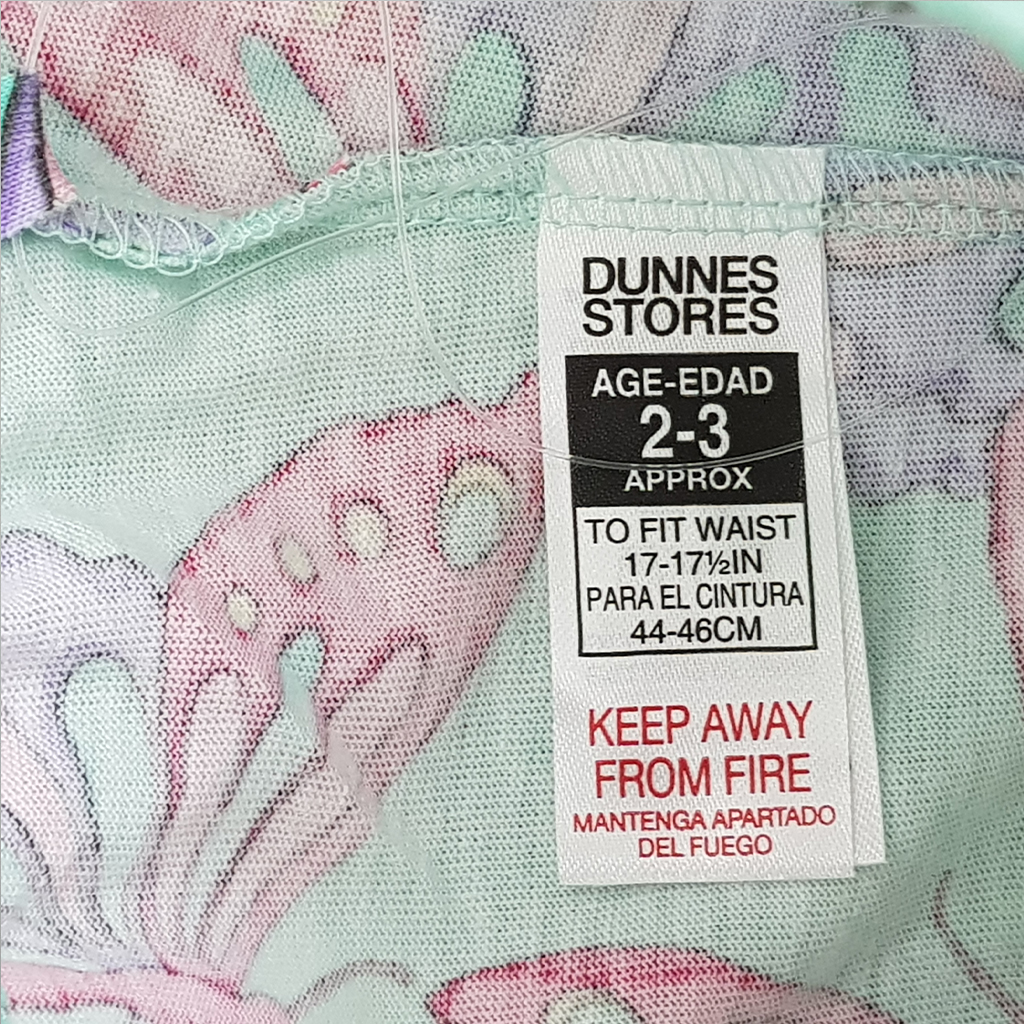 DUNNES
STORES
AGE-EDAD
2-3
APPROX
TO FIT WAIST
17-17½IN
PARA EL CINTURA
44-46CM
KEEP AWAY
FROM FIRE
MANTENGA APARTADO
DEL FUEGO